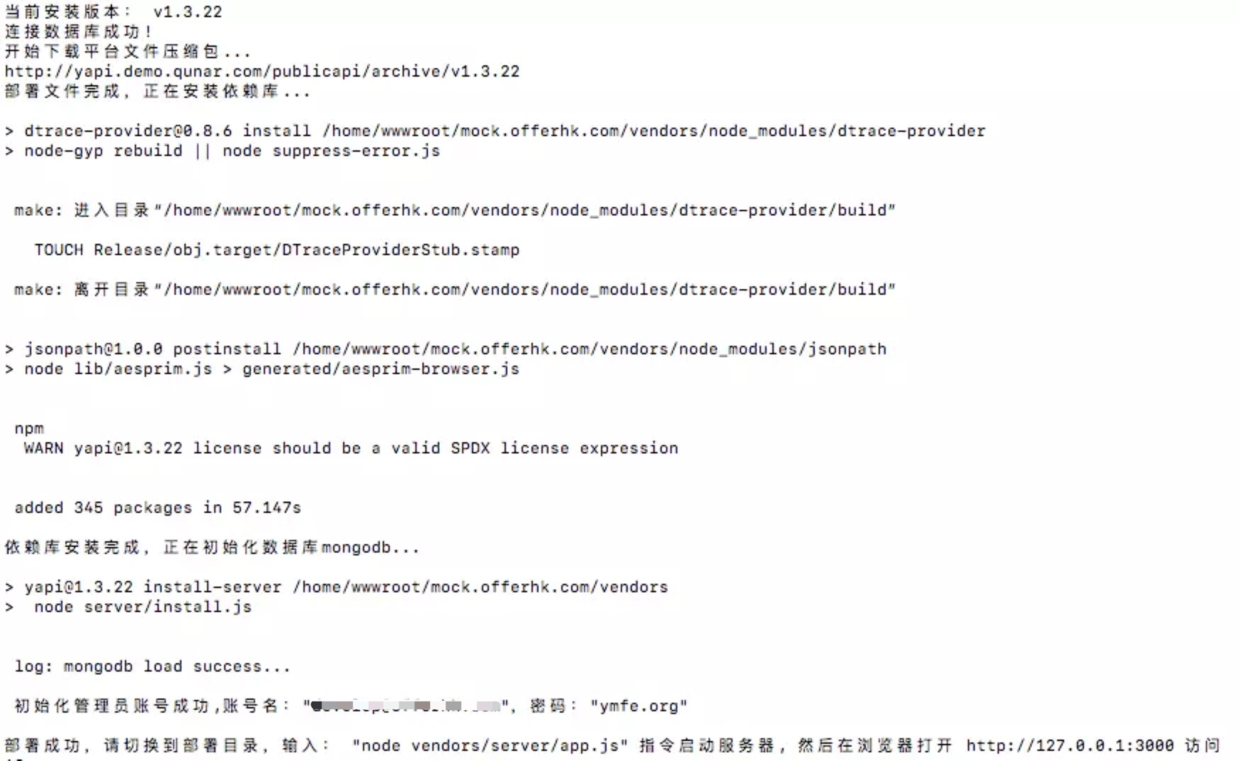 当前安装版本： v1.3.22
连接数据库成功！
开始下载平台文件压缩包...
http://yapi.demo.qunar.com/publicapi/archive/v1.3.22
部署文件完成，正在安装依赖库...
> dtrace-provider@0.8.6 install /home/wwwroot/mock.offerhk.com/vendors/node_modules/dtrace-provider
> node-gyp rebuild || node suppress-error.js
make: 进入目录"/home/wwwroot/mock.offerhk.com/vendors/node_modules/dtrace-provider/build"
TOUCH Release/obj.target/DTraceProviderStub.stamp
make: 离开目录"/home/wwwroot/mock.offerhk.com/vendors/node_modules/dtrace-provider/build"
> jsonpath@1.0.0 postinstall /home/wwwroot/mock.offerhk.com/vendors/node_modules/jsonpath
> node lib/aesprim.js > generated/aesprim-browser.js
npm
WARN yapi@1.3.22 license should be a valid SPDX license expression
added 345 packages in 57.147s
依赖库安装完成，正在初始化数据库mongodb...
> yapi@1.3.22 install-server /home/wwwroot/mock.offerhk.com/vendors
> node server/install.js
log: mongodb load success...
初始化管理员账号成功,账号名："", 密码："ymfe.org"
部署成功，请切换到部署目录，输入： "node vendors/server/app.js" 指令启动服务器，然后在浏览器打开 http://127.0.0.1:3000 访问